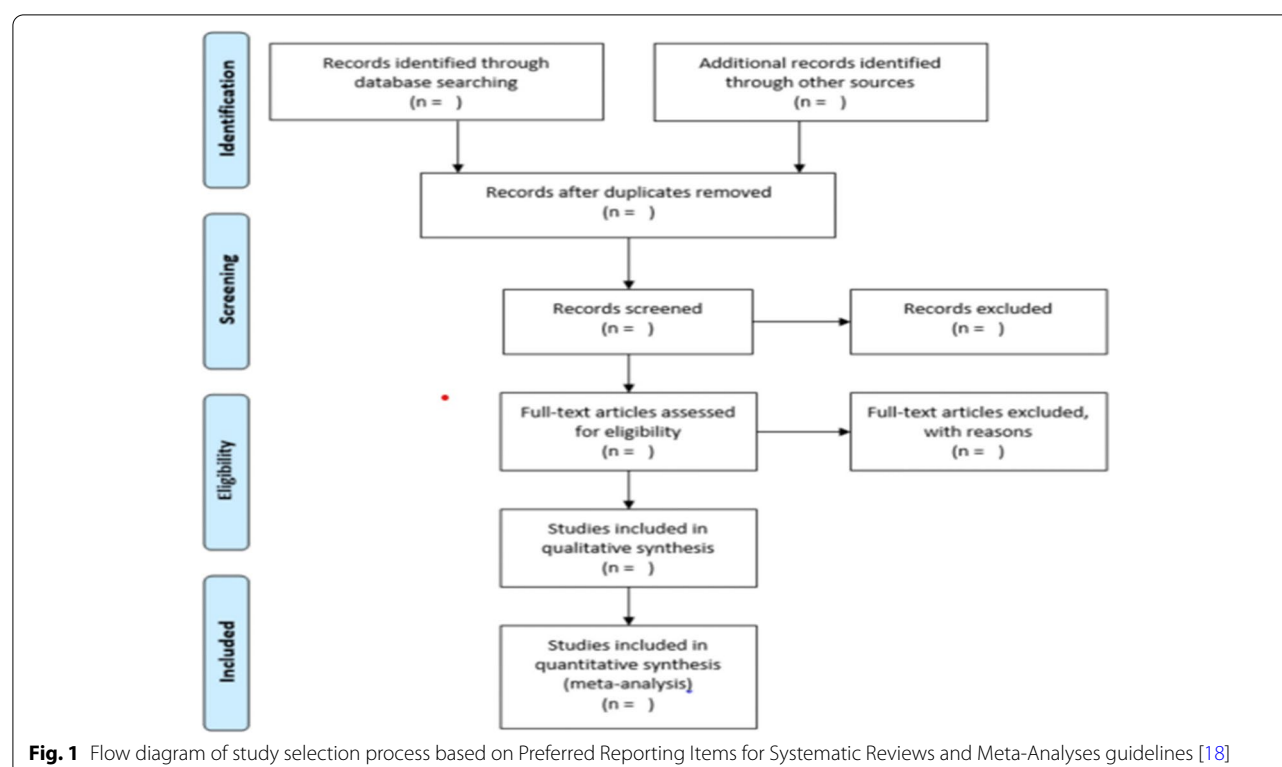 Identification
Records identified through
database searching
(n = )
Additional records identified
through other sources
(n = )
Records after duplicates removed
(n = )
Screening
Records screened
(n = )
Records excluded
(n = )
Eligibility
Full-text articles assessed
for eligibility
(n = )
Full-text articles excluded,
with reasons
(n = )
Studies included in
qualitative synthesis
(n = )
Included
Studies included in
quantitative synthesis
(meta-analysis)
(n = )
Fig. 1 Flow diagram of study selection process based on Preferred Reporting Items for Systematic Reviews and Meta-Analyses guidelines [18]